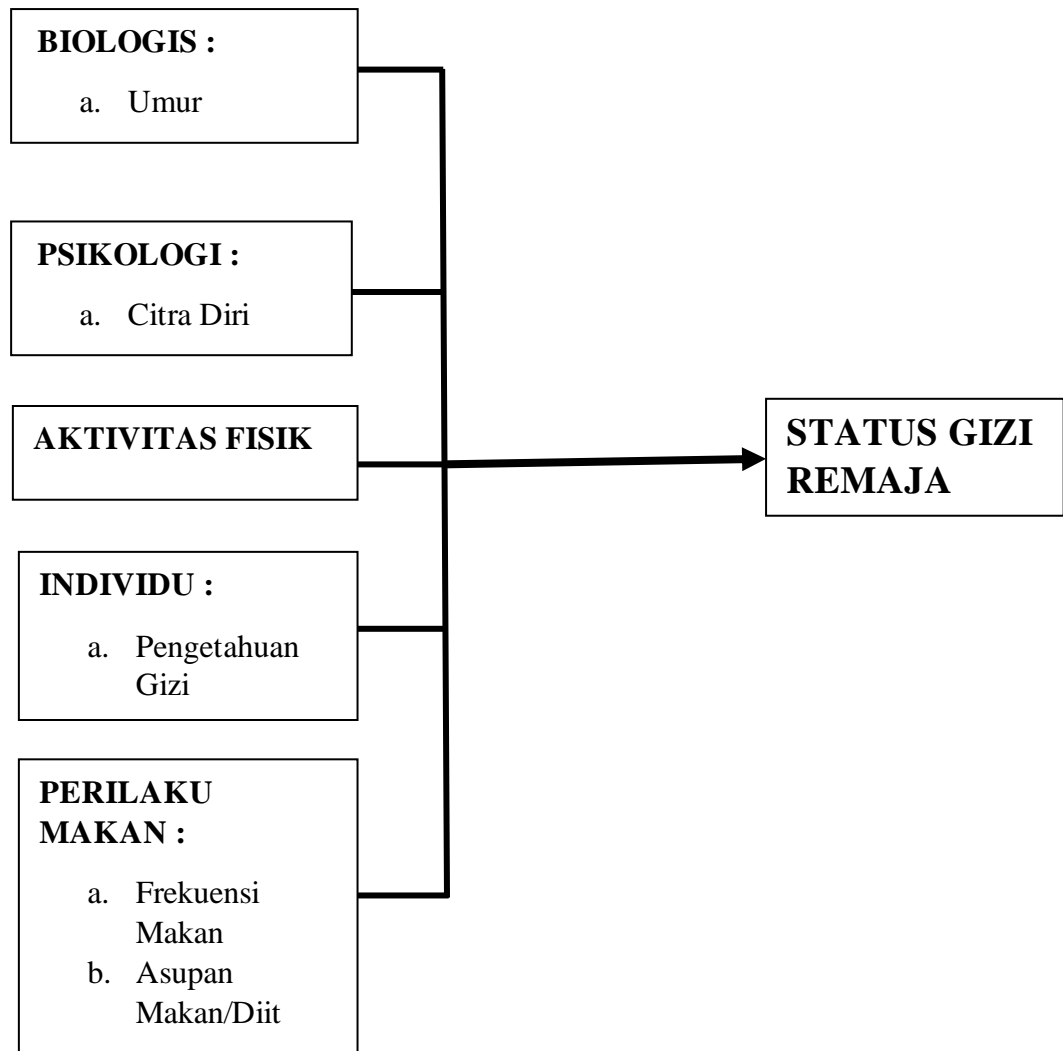 BIOLOGIS :
a. Umur
PSIKOLOGI :
a. Citra Diri
AKTIVITAS FISIK
INDIVIDU :
a. Pengetahuan
Gizi
PERILAKU
MAKAN :
a. Frekuensi
Makan
b. Asupan
Makan/Diit
STATUS GIZI
REMAJA